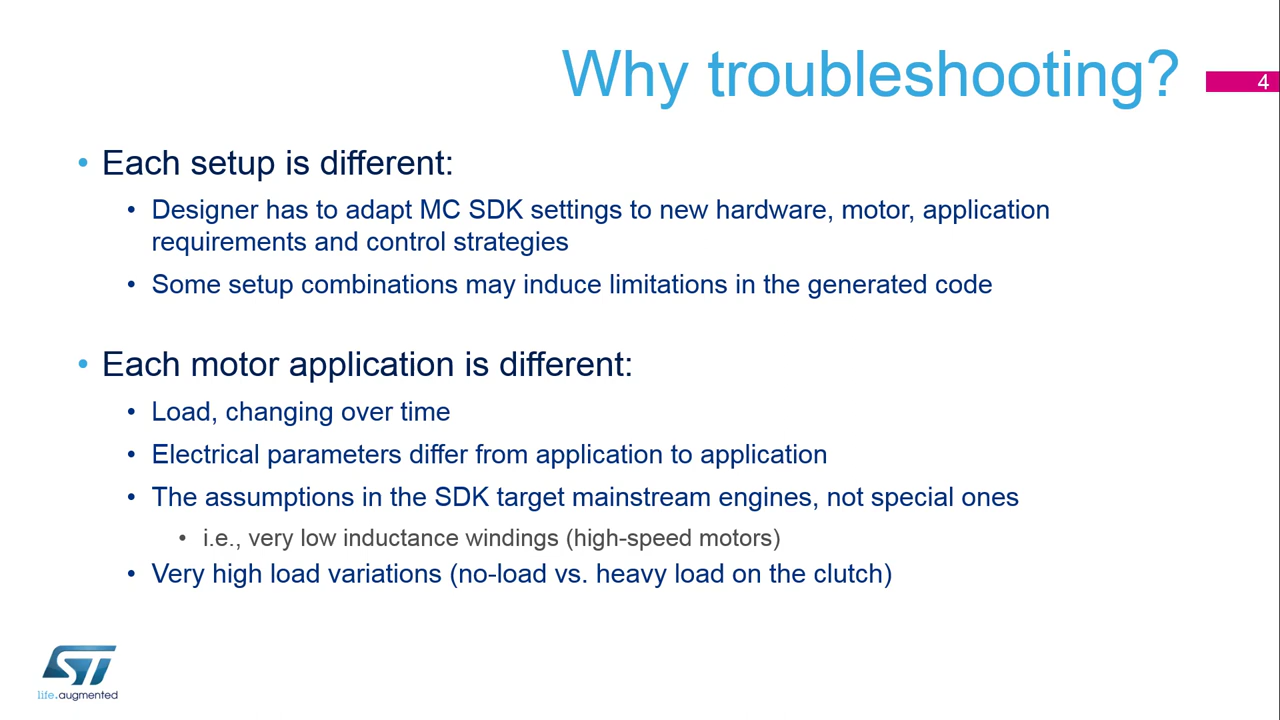 Why troubleshooting?
4
• Each setup is different:
• Designer has to adapt MC SDK settings to new hardware, motor, application
requirements and control strategies
• Some setup combinations may induce limitations in the generated code
• Each motor application is different:
• Load, changing over time
• Electrical parameters differ from application to application
• The assumptions in the SDK target mainstream engines, not special ones
• i.e., very low inductance windings (high-speed motors)
• Very high load variations (no-load vs. heavy load on the clutch)
ST
life.augmented